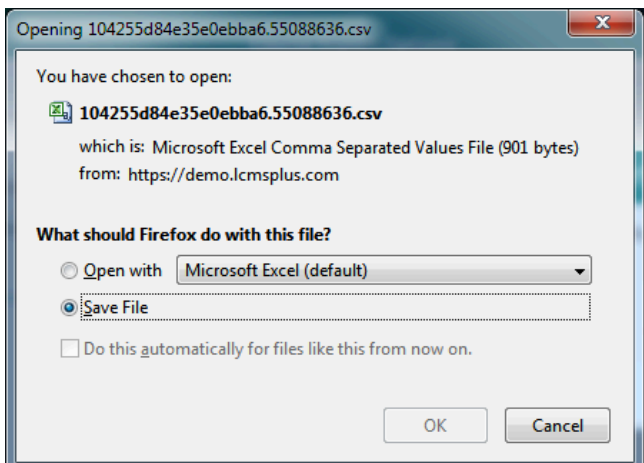 Opening 104255d84e35e0ebba6.55088636.csv
You have chosen to open:
104255d84e35e0ebba6.55088636.csv
which is: Microsoft Excel Comma Separated Values File (901 bytes)
from: https://demo.lcmsplus.com
What should Firefox do with this file?
Open with Microsoft Excel (default)
Save File
Do this automatically for files like this from now on.
OK Cancel